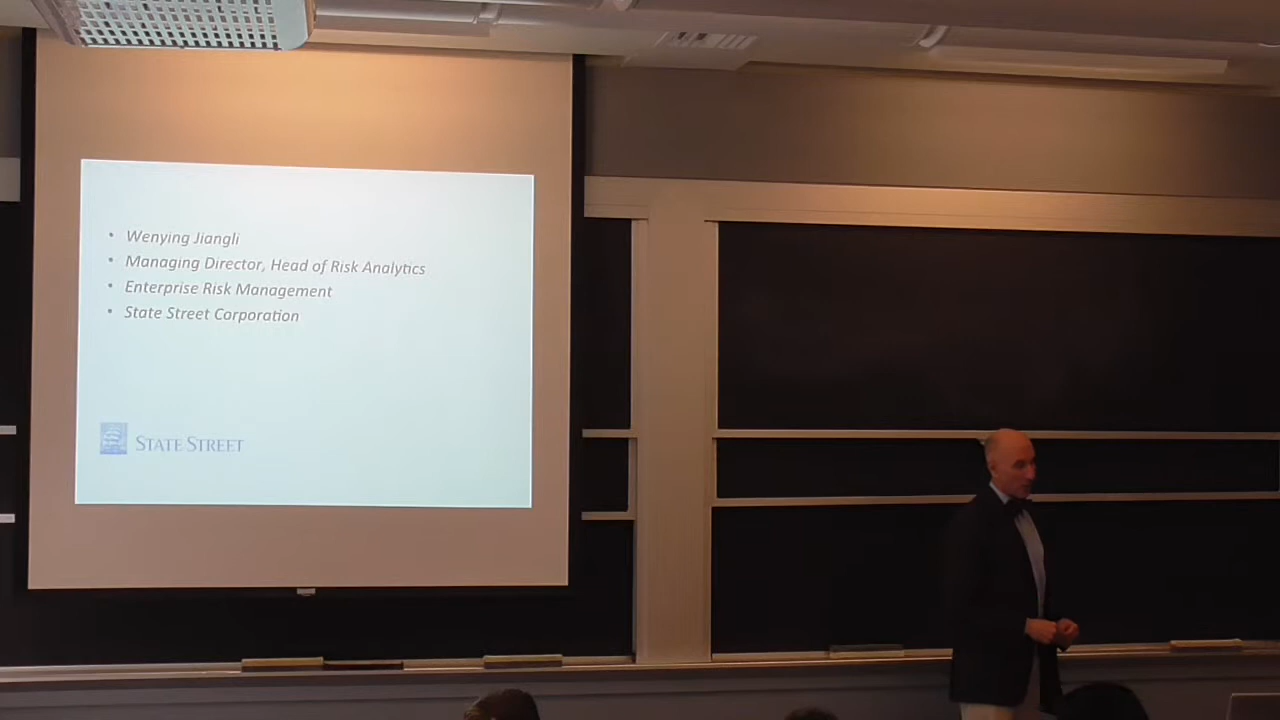 • Wenying Jiangli
• Managing Director, Head of Risk Analytics
• Enterprise Risk Management
• State Street Corporation
STATE STREET